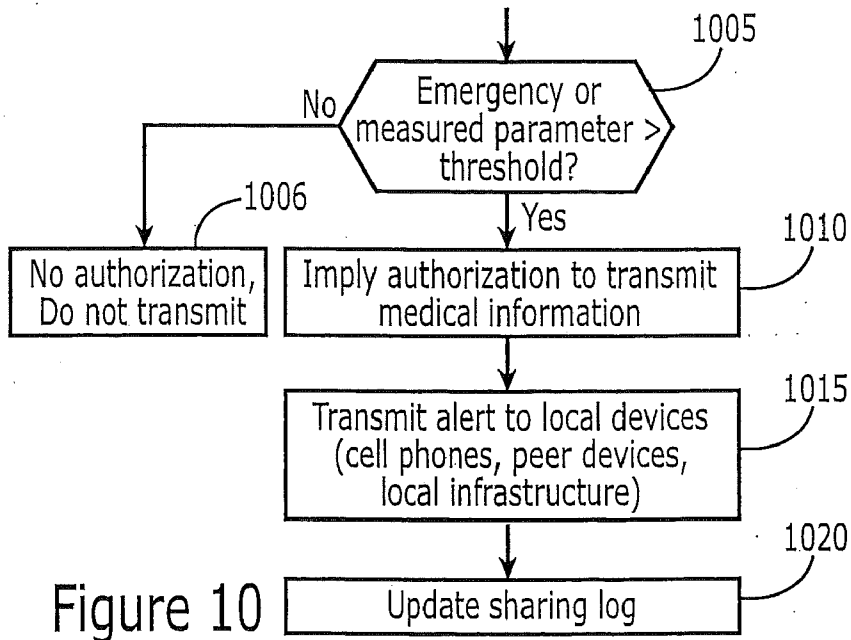 1005
Emergency or
measured parameter >
threshold?
No
Yes
1006
No authorization,
Do not transmit
1010
Imply authorization to transmit
medical information
1015
Transmit alert to local devices
(cell phones, peer devices,
local infrastructure)
1020
Update sharing log
Figure 10